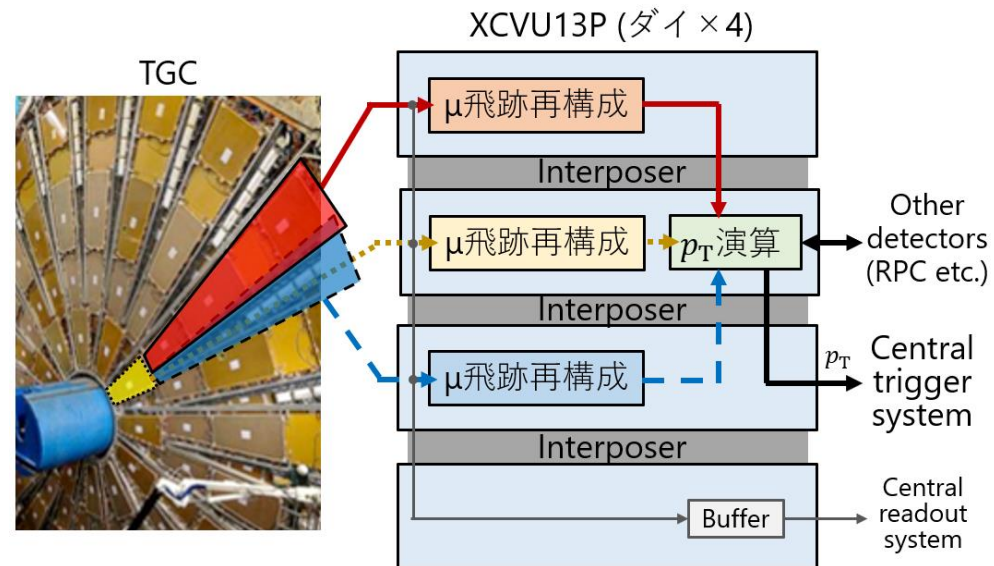 XCVU13P (ダイ×4)
TGC
μ飛跡再構成
Interposer
μ飛跡再構成
pT演算
Other
detectors
(RPC etc.)
Interposer
μ飛跡再構成
pT
Central
trigger
system
Interposer
Buffer
Central
readout
system